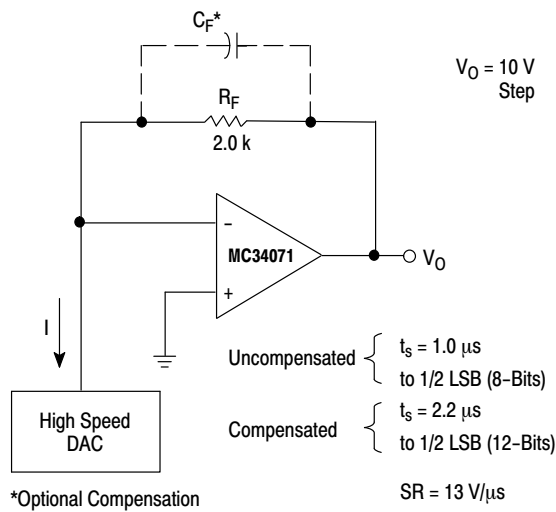 C_F*
V_O = 10 V
Step
R_F
2.0 k
-
MC34071
+
V_O
I
Uncompensated { t_s = 1.0 μs
to 1/2 LSB (8-Bits)
Compensated { t_s = 2.2 μs
to 1/2 LSB (12-Bits)
High Speed
DAC
*Optional Compensation
SR = 13 V/μs